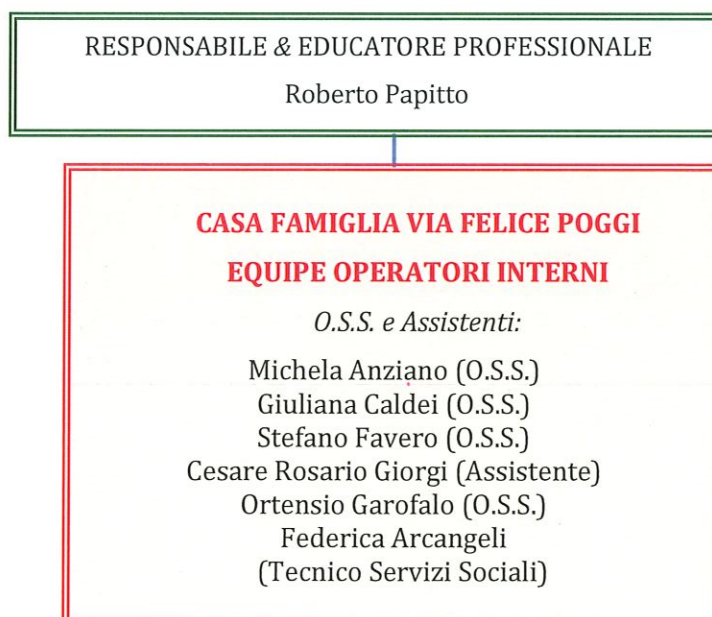 RESPONSABILE & EDUCATORE PROFESSIONALE
Roberto Papitto
CASA FAMIGLIA VIA FELICE POGGI
EQUIPE OPERATORI INTERNI
O.S.S. e Assistenti:
Michela Anziano (O.S.S.)
Giuliana Caldei (O.S.S.)
Stefano Favero (O.S.S.)
Cesare Rosario Giorgi (Assistente)
Ortensio Garofalo (O.S.S.)
Federica Arcangeli
(Tecnico Servizi Sociali)